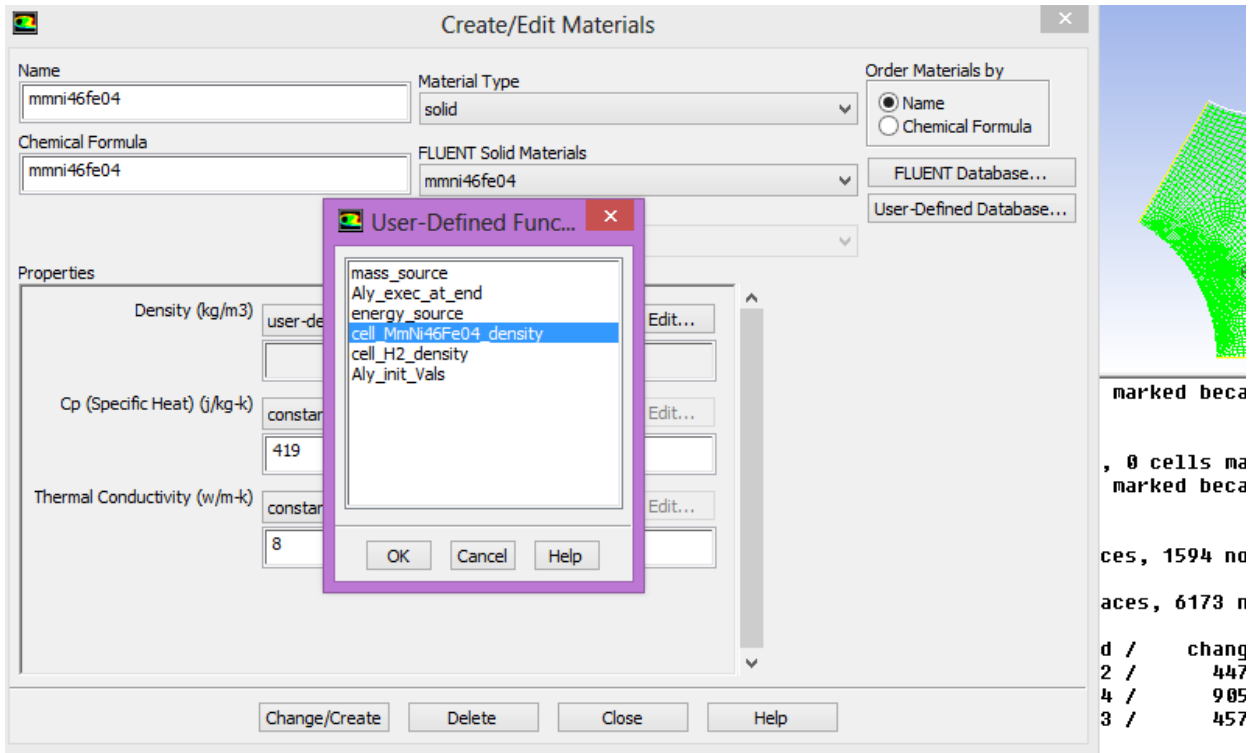 Create/Edit Materials
Name
mmni46fe04
Chemical Formula
mmni46fe04
Material Type
solid
FLUENT Solid Materials
mmni46fe04
Order Materials by
Name
Chemical Formula
FLUENT Database...
User-Defined Database...
User-Defined Func...
mass_source
Aly_exec_at_end
energy_source
cell_MmNi46Fe04_density
cell_H2_density
Aly_init_Vals
OK Cancel Help
Properties
Density (kg/m3) user-de Edit...
Cp (Specific Heat) (j/kg-k) constar Edit...
419
Thermal Conductivity (w/m-k) constar Edit...
8
Change/Create Delete Close Help
marked beca
, 0 cells ma
marked beca
ces, 1594 no
aces, 6173 n
d / chang
2 / 447
4 / 905
3 / 457